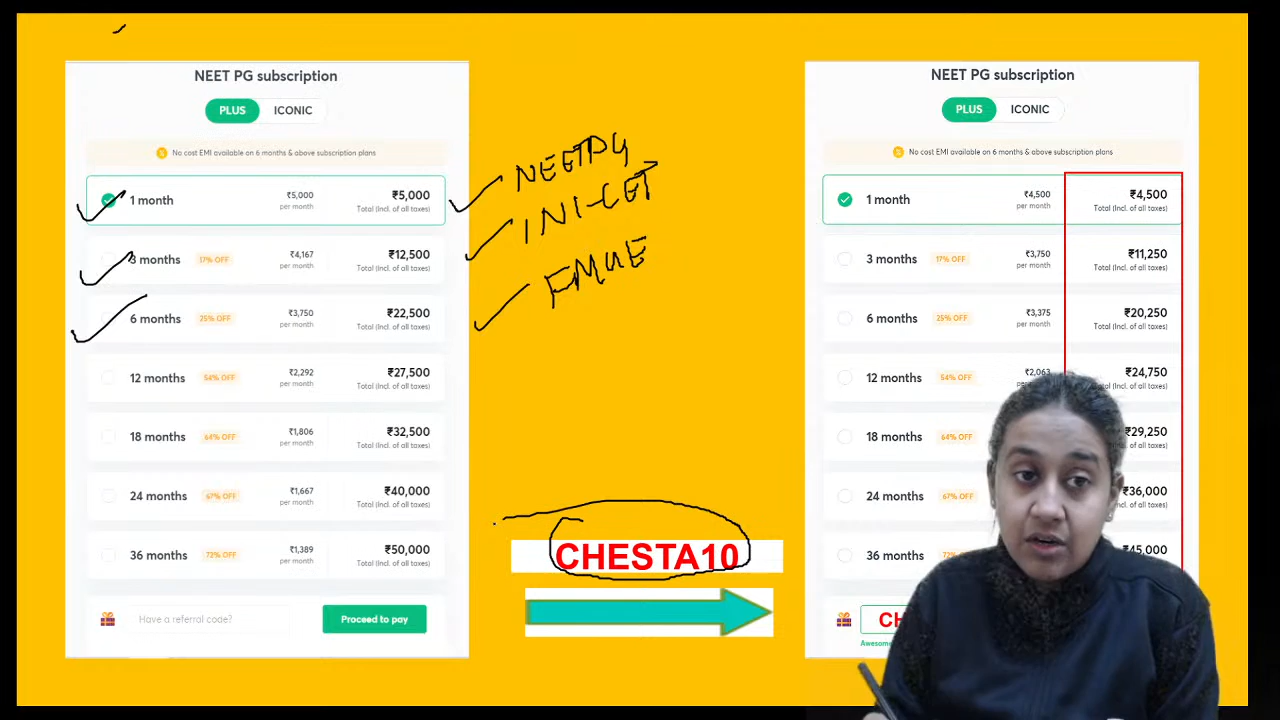 NEET PG subscription
PLUS ICONIC
No cost EMI available on 6 months & above subscription plans
1 month ₹5,000 per month ₹5,000 Total (Incl. of all taxes)
3 months 17% OFF ₹4,167 per month ₹12,500 Total (Incl. of all taxes)
6 months 25% OFF ₹3,750 per month ₹22,500 Total (Incl. of all taxes)
12 months 54% OFF ₹2,292 per month ₹27,500 Total (Incl. of all taxes)
18 months 64% OFF ₹1,806 per month ₹32,500 Total (Incl. of all taxes)
24 months 67% OFF ₹1,667 per month ₹40,000 Total (Incl. of all taxes)
36 months 72% OFF ₹1,389 per month ₹50,000 Total (Incl. of all taxes)
Have a referral code? Proceed to pay
NEETPG
INI-CET
FMGE
CHESTA10
NEET PG subscription
PLUS ICONIC
No cost EMI available on 6 months & above subscription plans
1 month ₹4,500 per month ₹4,500 Total (Incl. of all taxes)
3 months 17% OFF ₹3,750 per month ₹11,250 Total (Incl. of all taxes)
6 months 25% OFF ₹3,375 per month ₹20,250 Total (Incl. of all taxes)
12 months 54% OFF ₹2,063 ₹24,750 of all taxes)
18 months 64% OFF ₹29,250 of all taxes)
24 months 67% OFF ₹36,000 of all taxes)
36 months ₹45,000
CH
Awesome